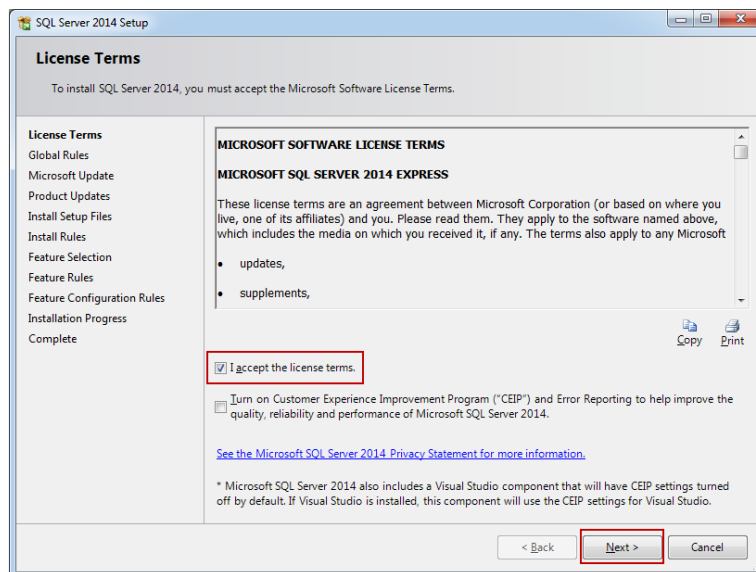 SQL Server 2014 Setup
License Terms
To install SQL Server 2014, you must accept the Microsoft Software License Terms.
License Terms
Global Rules
Microsoft Update
Product Updates
Install Setup Files
Install Rules
Feature Selection
Feature Rules
Feature Configuration Rules
Installation Progress
Complete
MICROSOFT SOFTWARE LICENSE TERMS
MICROSOFT SQL SERVER 2014 EXPRESS
These license terms are an agreement between Microsoft Corporation (or based on where you
live, one of its affiliates) and you. Please read them. They apply to the software named above,
which includes the media on which you received it, if any. The terms also apply to any Microsoft
• updates,
• supplements,
Copy Print
I accept the license terms.
Turn on Customer Experience Improvement Program ("CEIP") and Error Reporting to help improve the
quality, reliability and performance of Microsoft SQL Server 2014.
See the Microsoft SQL Server 2014 Privacy Statement for more information.
* Microsoft SQL Server 2014 also includes a Visual Studio component that will have CEIP settings turned
off by default. If Visual Studio is installed, this component will use the CEIP settings for Visual Studio.
< Back Next > Cancel